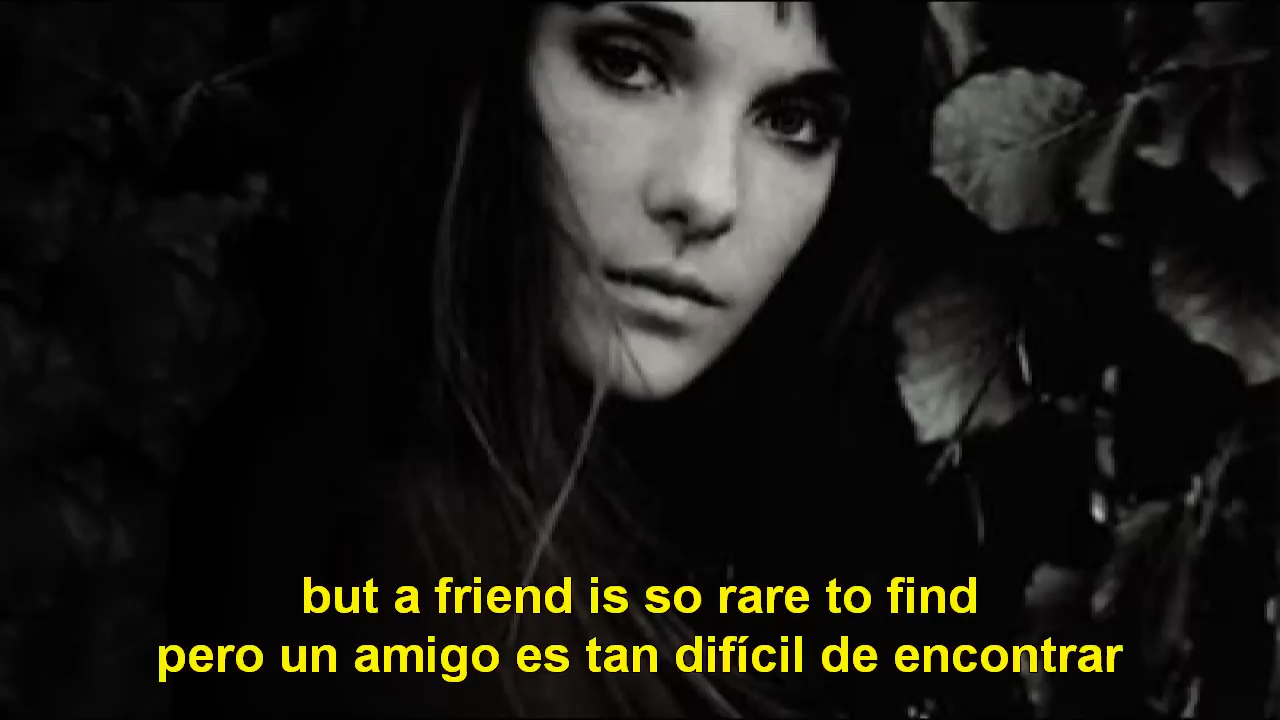 but a friend is so rare to find
pero un amigo es tan difícil de encontrar